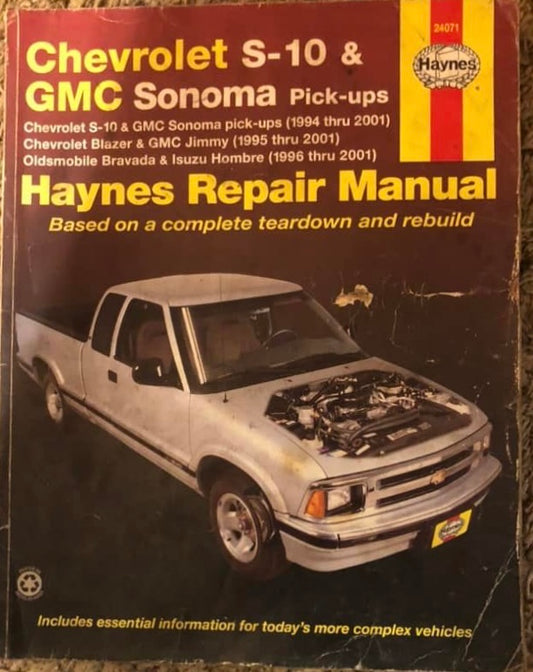 24071
Haynes
Chevrolet S-10 &
GMC Sonoma Pick-ups
Chevrolet S-10 & GMC Sonoma pick-ups (1994 thru 2001)
Chevrolet Blazer & GMC Jimmy (1995 thru 2001)
Oldsmobile Bravada & Isuzu Hombre (1996 thru 2001)
Haynes Repair Manual
Based on a complete teardown and rebuild
Haynes
Includes essential information for today's more complex vehicles